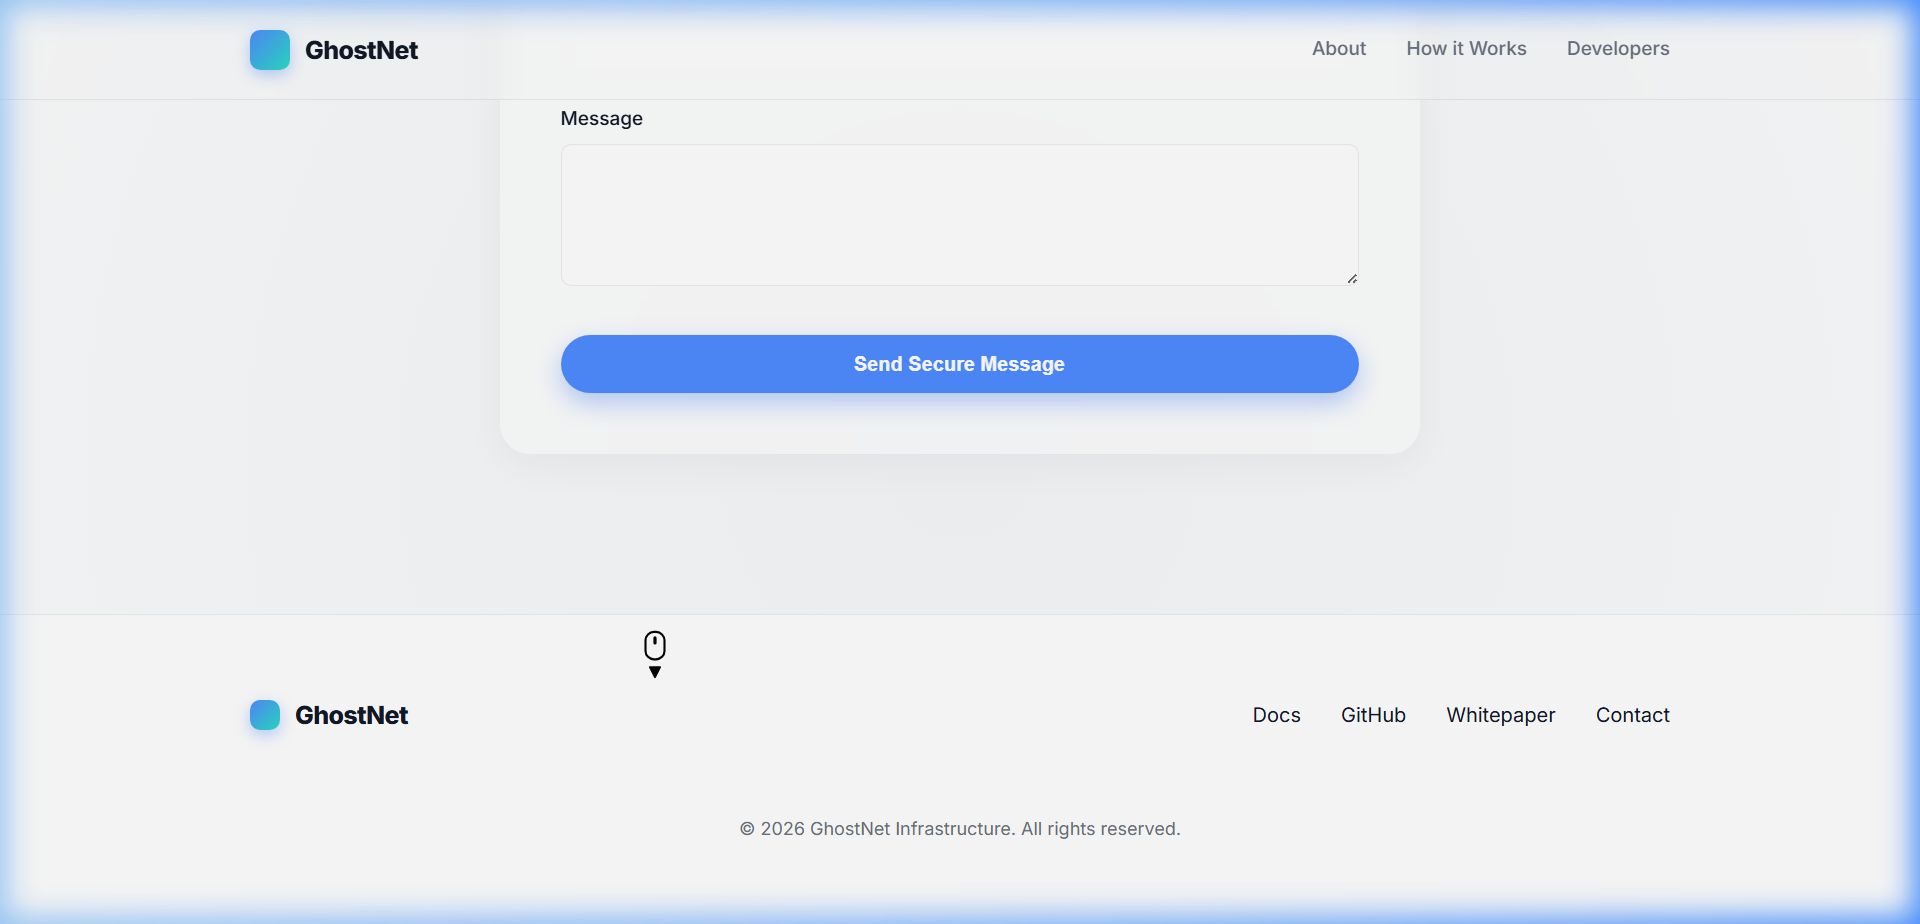 GhostNet
About How it Works Developers
Message
Send Secure Message
GhostNet
Docs GitHub Whitepaper Contact
© 2026 GhostNet Infrastructure. All rights reserved.